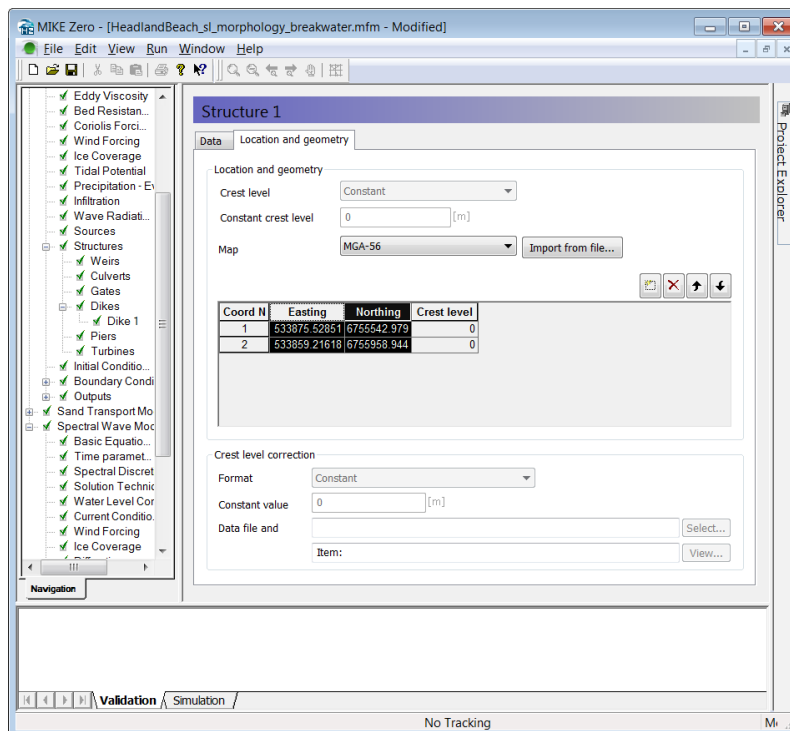 MIKE Zero - [HeadlandBeach_sl_morphology_breakwater.mfm - Modified]
File Edit View Run Window Help
Eddy Viscosity
Bed Resistan...
Coriolis Forci...
Wind Forcing
Ice Coverage
Tidal Potential
Precipitation - Ev
Infiltration
Wave Radiati...
Sources
Structures
Weirs
Culverts
Gates
Dikes
Dike 1
Piers
Turbines
Initial Conditio...
Boundary Condi
Outputs
Sand Transport Mo
Spectral Wave Moc
Basic Equatio...
Time paramet...
Spectral Discret
Solution Technic
Water Level Cor
Current Conditio.
Wind Forcing
Ice Coverage
Navigation
Structure 1
Data Location and geometry
Location and geometry
Crest level Constant
Constant crest level 0 [m]
Map MGA-56 Import from file...
Coord N Easting Northing Crest level
1 533875.52851 6755542.979 0
2 533859.21618 6755958.944 0
Crest level correction
Format Constant
Constant value 0 [m]
Data file and Select...
Item: View...
Project Explorer
Validation Simulation
No Tracking